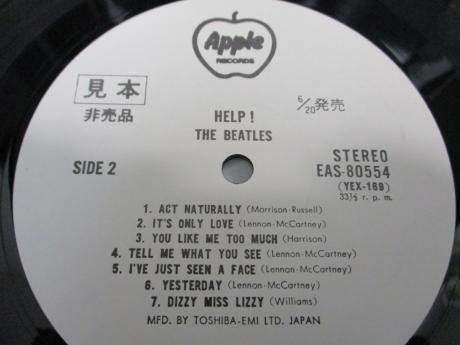 Apple
RECORDS
見本
非売品
HELP!
THE BEATLES
6/20発売
SIDE 2
STEREO
EAS-80554
(YEX-169)
33⅓ r. p. m.
1. ACT NATURALLY (Morrison-Russell)
2. IT'S ONLY LOVE (Lennon-McCartney)
3. YOU LIKE ME TOO MUCH (Harrison)
4. TELL ME WHAT YOU SEE (Lennon-McCartney)
5. I'VE JUST SEEN A FACE (Lennon-McCartney)
6. YESTERDAY (Lennon-McCartney)
7. DIZZY MISS LIZZY (Williams)
MFD. BY TOSHIBA-EMI LTD. JAPAN